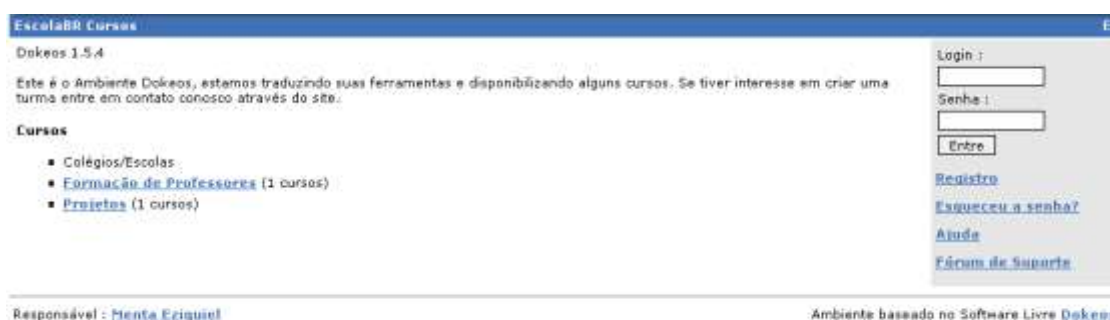 EscolaBR Cursos
Dokeos 1.5.4
Este é o Ambiente Dokeos, estamos traduzindo suas ferramentas e disponibilizando alguns cursos. Se tiver interesse em criar uma
turma entre em contato conosco através do site.
Cursos
Colégios/Escolas
Formação de Professores (1 cursos)
Projetos (1 cursos)
Login :
Senha :
Entre
Registro
Esqueceu a senha?
Ajuda
Fórum de Suporte
Responsável : Menta Eziquiel
Ambiente baseado no Software Livre Dokeos